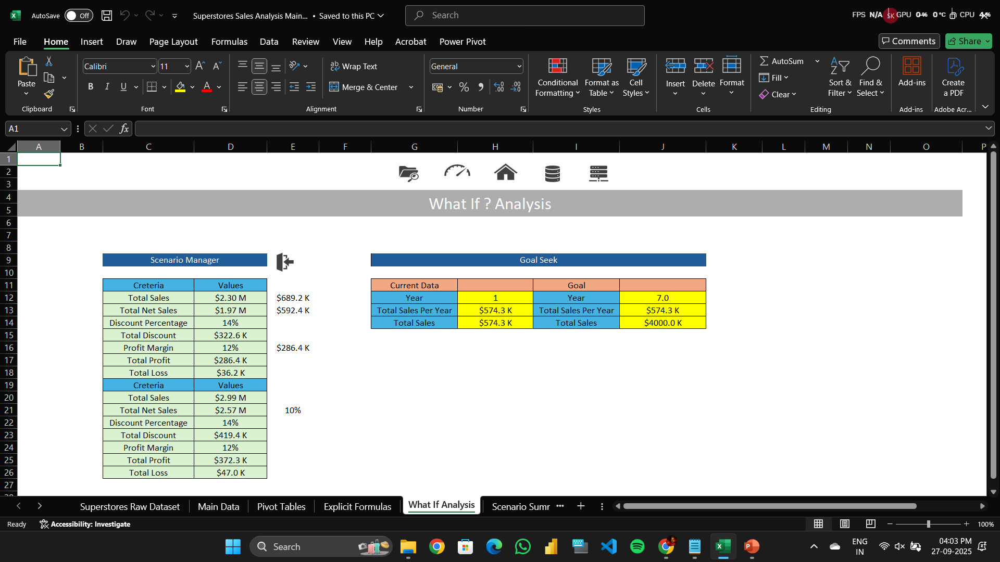 AutoSave Off Superstores Sales Analysis Main... • Saved to this PC Search FPS N/A SK GPU 0% 0°C CPU
File Home Insert Draw Page Layout Formulas Data Review View Help Acrobat Power Pivot Comments Share
Paste Calibri 11 Wrap Text General Conditional Formatting Format as Table Cell Styles Insert Delete Format AutoSum Fill Clear Sort & Filter Find & Select Add-ins Create a PDF
B I U A Merge & Center % .00
Clipboard Font Alignment Number Styles Cells Editing Add-ins Adobe Acr...
A1 fx
A B C D E F G H I J K L M N O P
1
2
3
4 What If ? Analysis
5
6
7
8
9 Scenario Manager Goal Seek
10
11 Creteria Values Current Data Goal
12 Total Sales $2.30 M $689.2 K Year 1 Year 7.0
13 Total Net Sales $1.97 M $592.4 K Total Sales Per Year $574.3 K Total Sales Per Year $574.3 K
14 Discount Percentage 14% Total Sales $574.3 K Total Sales $4000.0 K
15 Total Discount $322.6 K
16 Profit Margin 12% $286.4 K
17 Total Profit $286.4 K
18 Total Loss $36.2 K
19 Creteria Values
20 Total Sales $2.99 M
21 Total Net Sales $2.57 M 10%
22 Discount Percentage 14%
23 Total Discount $419.4 K
24 Profit Margin 12%
25 Total Profit $372.3 K
26 Total Loss $47.0 K
27
Superstores Raw Dataset Main Data Pivot Tables Explicit Formulas What If Analysis Scenario Sumr ...
Ready Accessibility: Investigate 100%
Search ENG IN 04:03 PM
27-09-2025